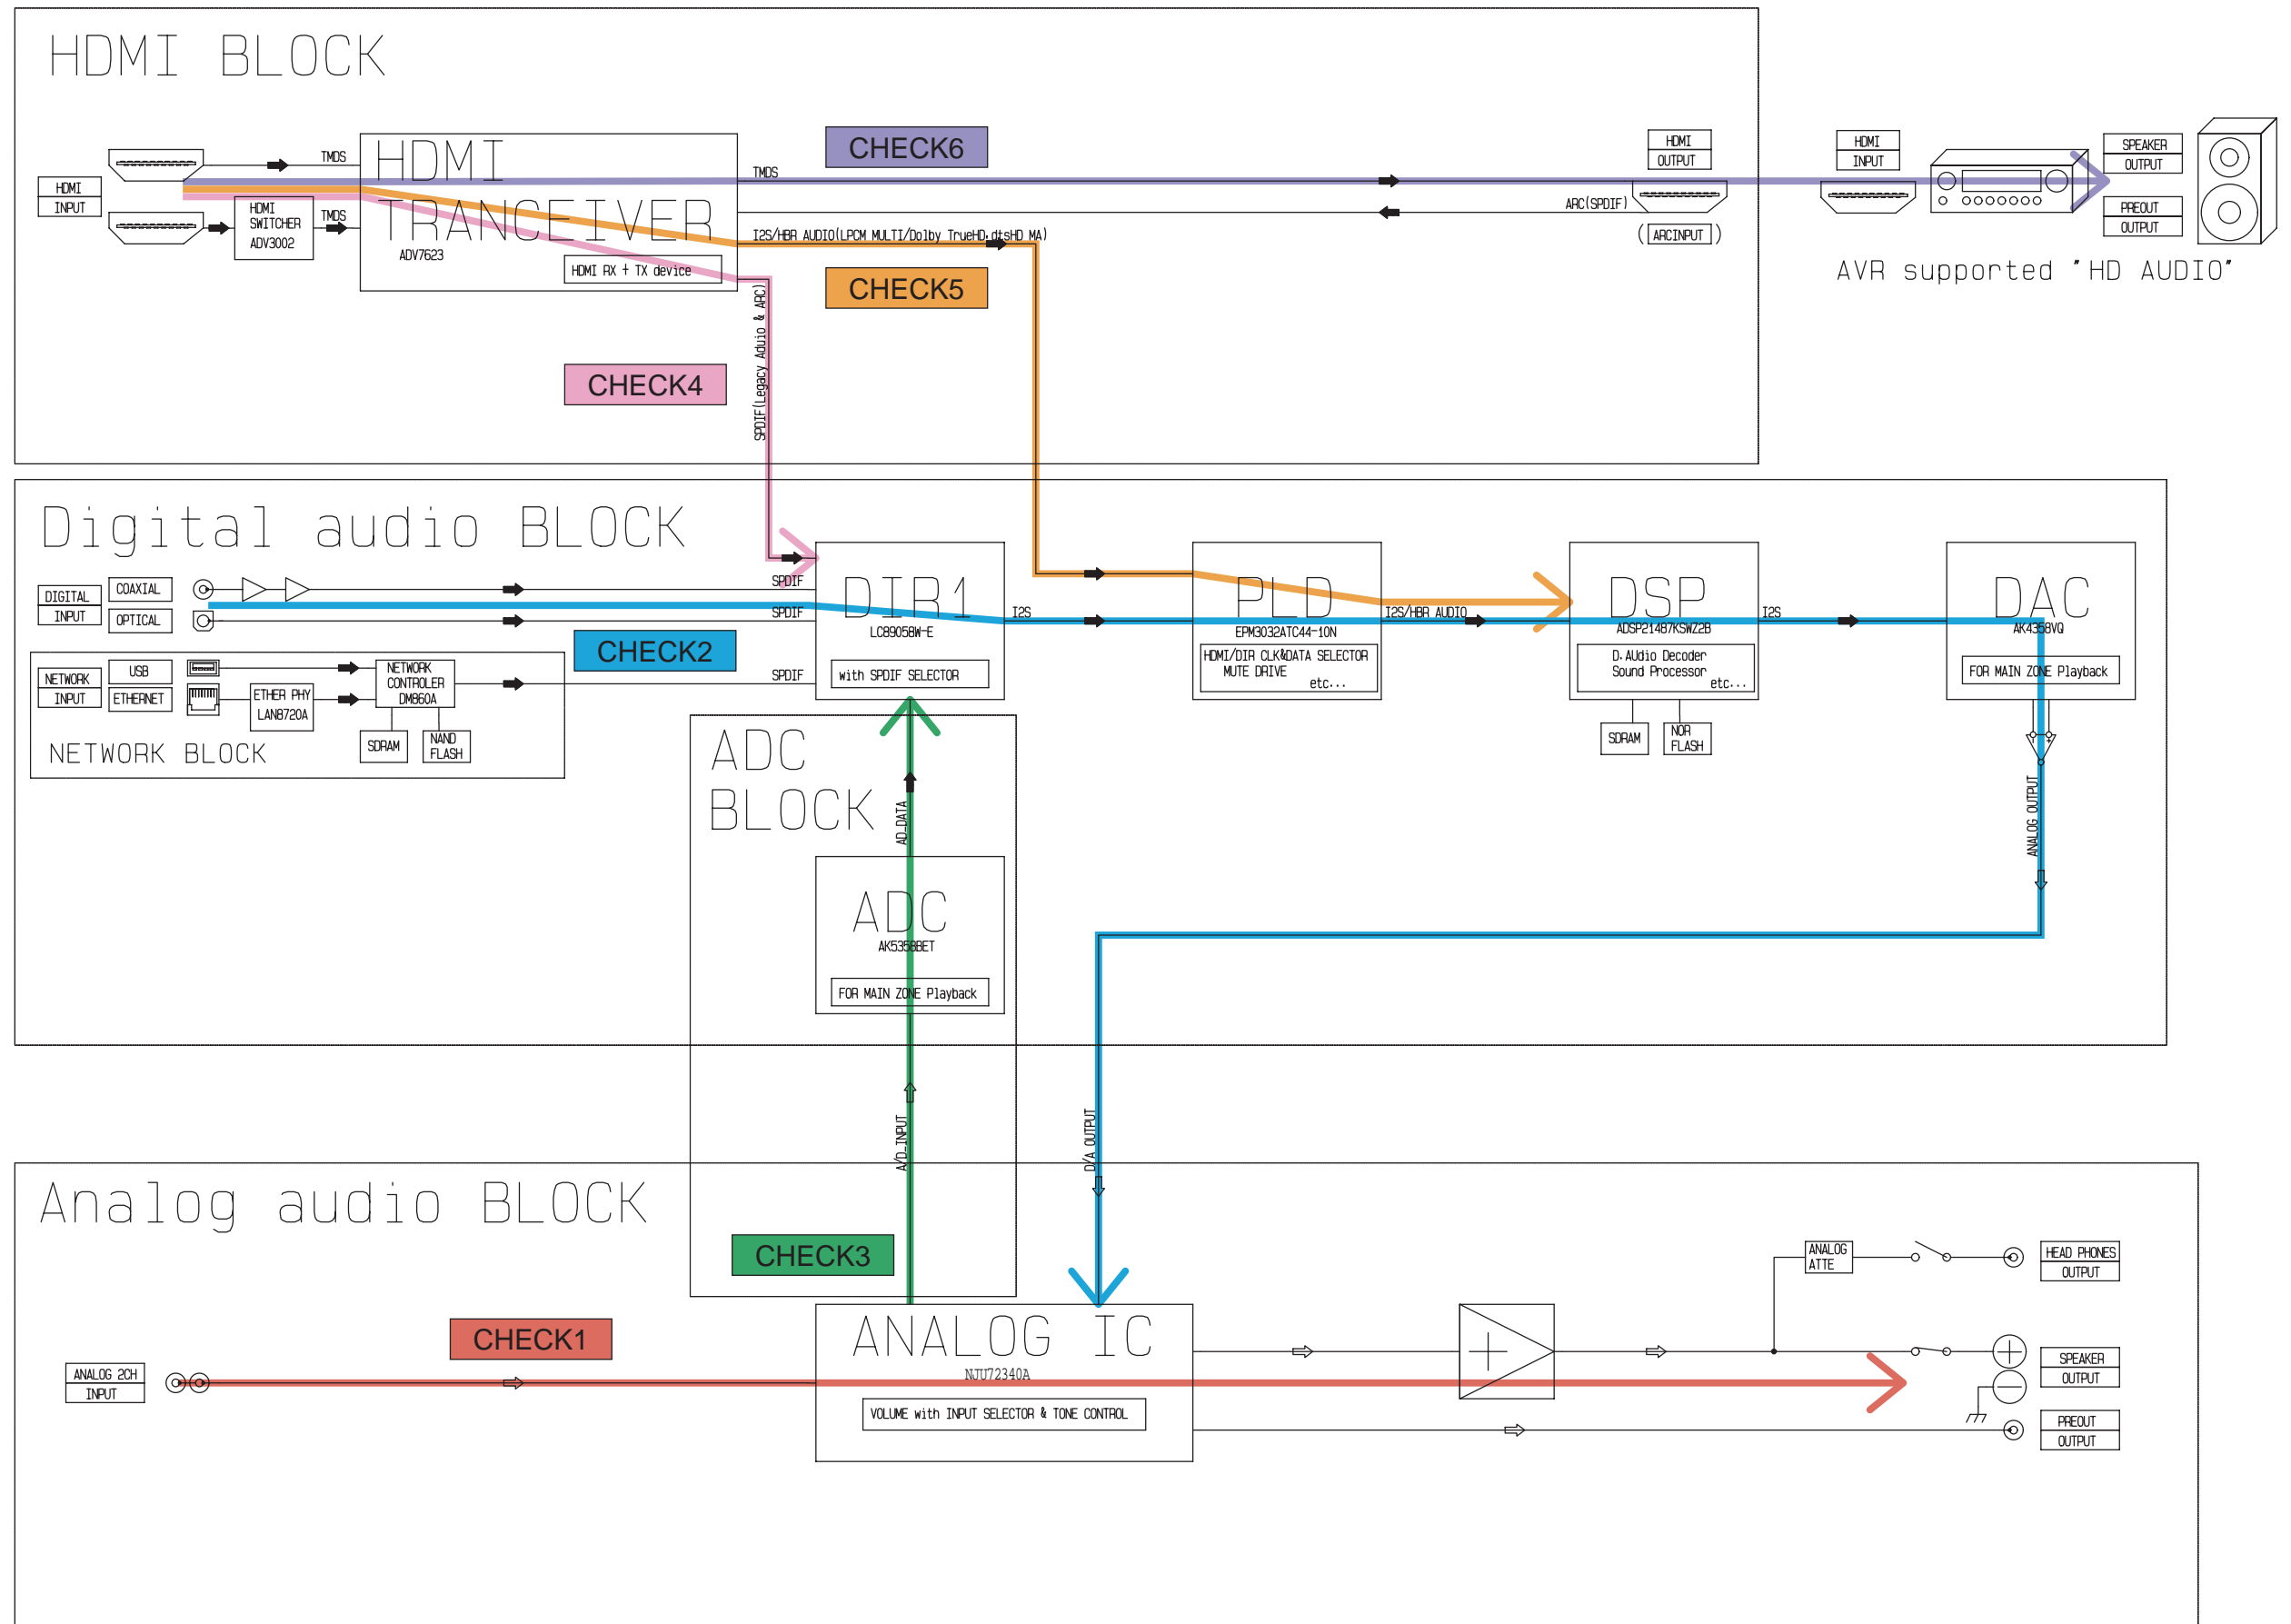 HDMI BLOCK
CHECK6
HDMI
OUTPUT
HDMI
INPUT
SPEAKER
OUTPUT
PREOUT
OUTPUT
AVR supported "HD AUDIO"
HDMI
INPUT
TMDS
HDMI
SWITCHER
ADV3002
TMDS
HDMI
TRANCEIVER
ADV7623
HDMI RX + TX device
TMDS
ARC(SPDIF)
(ARCINPUT)
I2S/HBR AUDIO(LPCM MULTI/Dolby TrueHD.dtsHD MA)
CHECK5
CHECK4
SPDIF(Legacy Aduio & ARC)
Digital audio BLOCK
DIGITAL
INPUT
COAXIAL
OPTICAL
SPDIF
SPDIF
CHECK2
NETWORK
INPUT
USB
ETHERNET
ETHER PHY
LAN8720A
NETWORK
CONTROLER
DM860A
SDRAM
NAND
FLASH
NETWORK BLOCK
SPDIF
DIR1
LC89058W-E
with SPDIF SELECTOR
I2S
PLD
EPM3032ATC44-10N
HDMI/DIR CLK&DATA SELECTOR
MUTE DRIVE
etc...
I2S/HBR AUDIO
DSP
ADSP21487KSWZ2B
D.AUdio Decoder
Sound Processor
etc...
SDRAM
NOR
FLASH
I2S
DAC
AK4358VQ
FOR MAIN ZONE Playback
ANALOG OUTPUT
ADC
BLOCK
AD_DATA
ADC
AK5358BET
FOR MAIN ZONE Playback
A/D_INPUT
D/A OUTPUT
Analog audio BLOCK
CHECK3
CHECK1
ANALOG 2CH
INPUT
ANALOG IC
NJU72340A
VOLUME with INPUT SELECTOR & TONE CONTROL
ANALOG
ATTE
HEAD PHONES
OUTPUT
SPEAKER
OUTPUT
PREOUT
OUTPUT